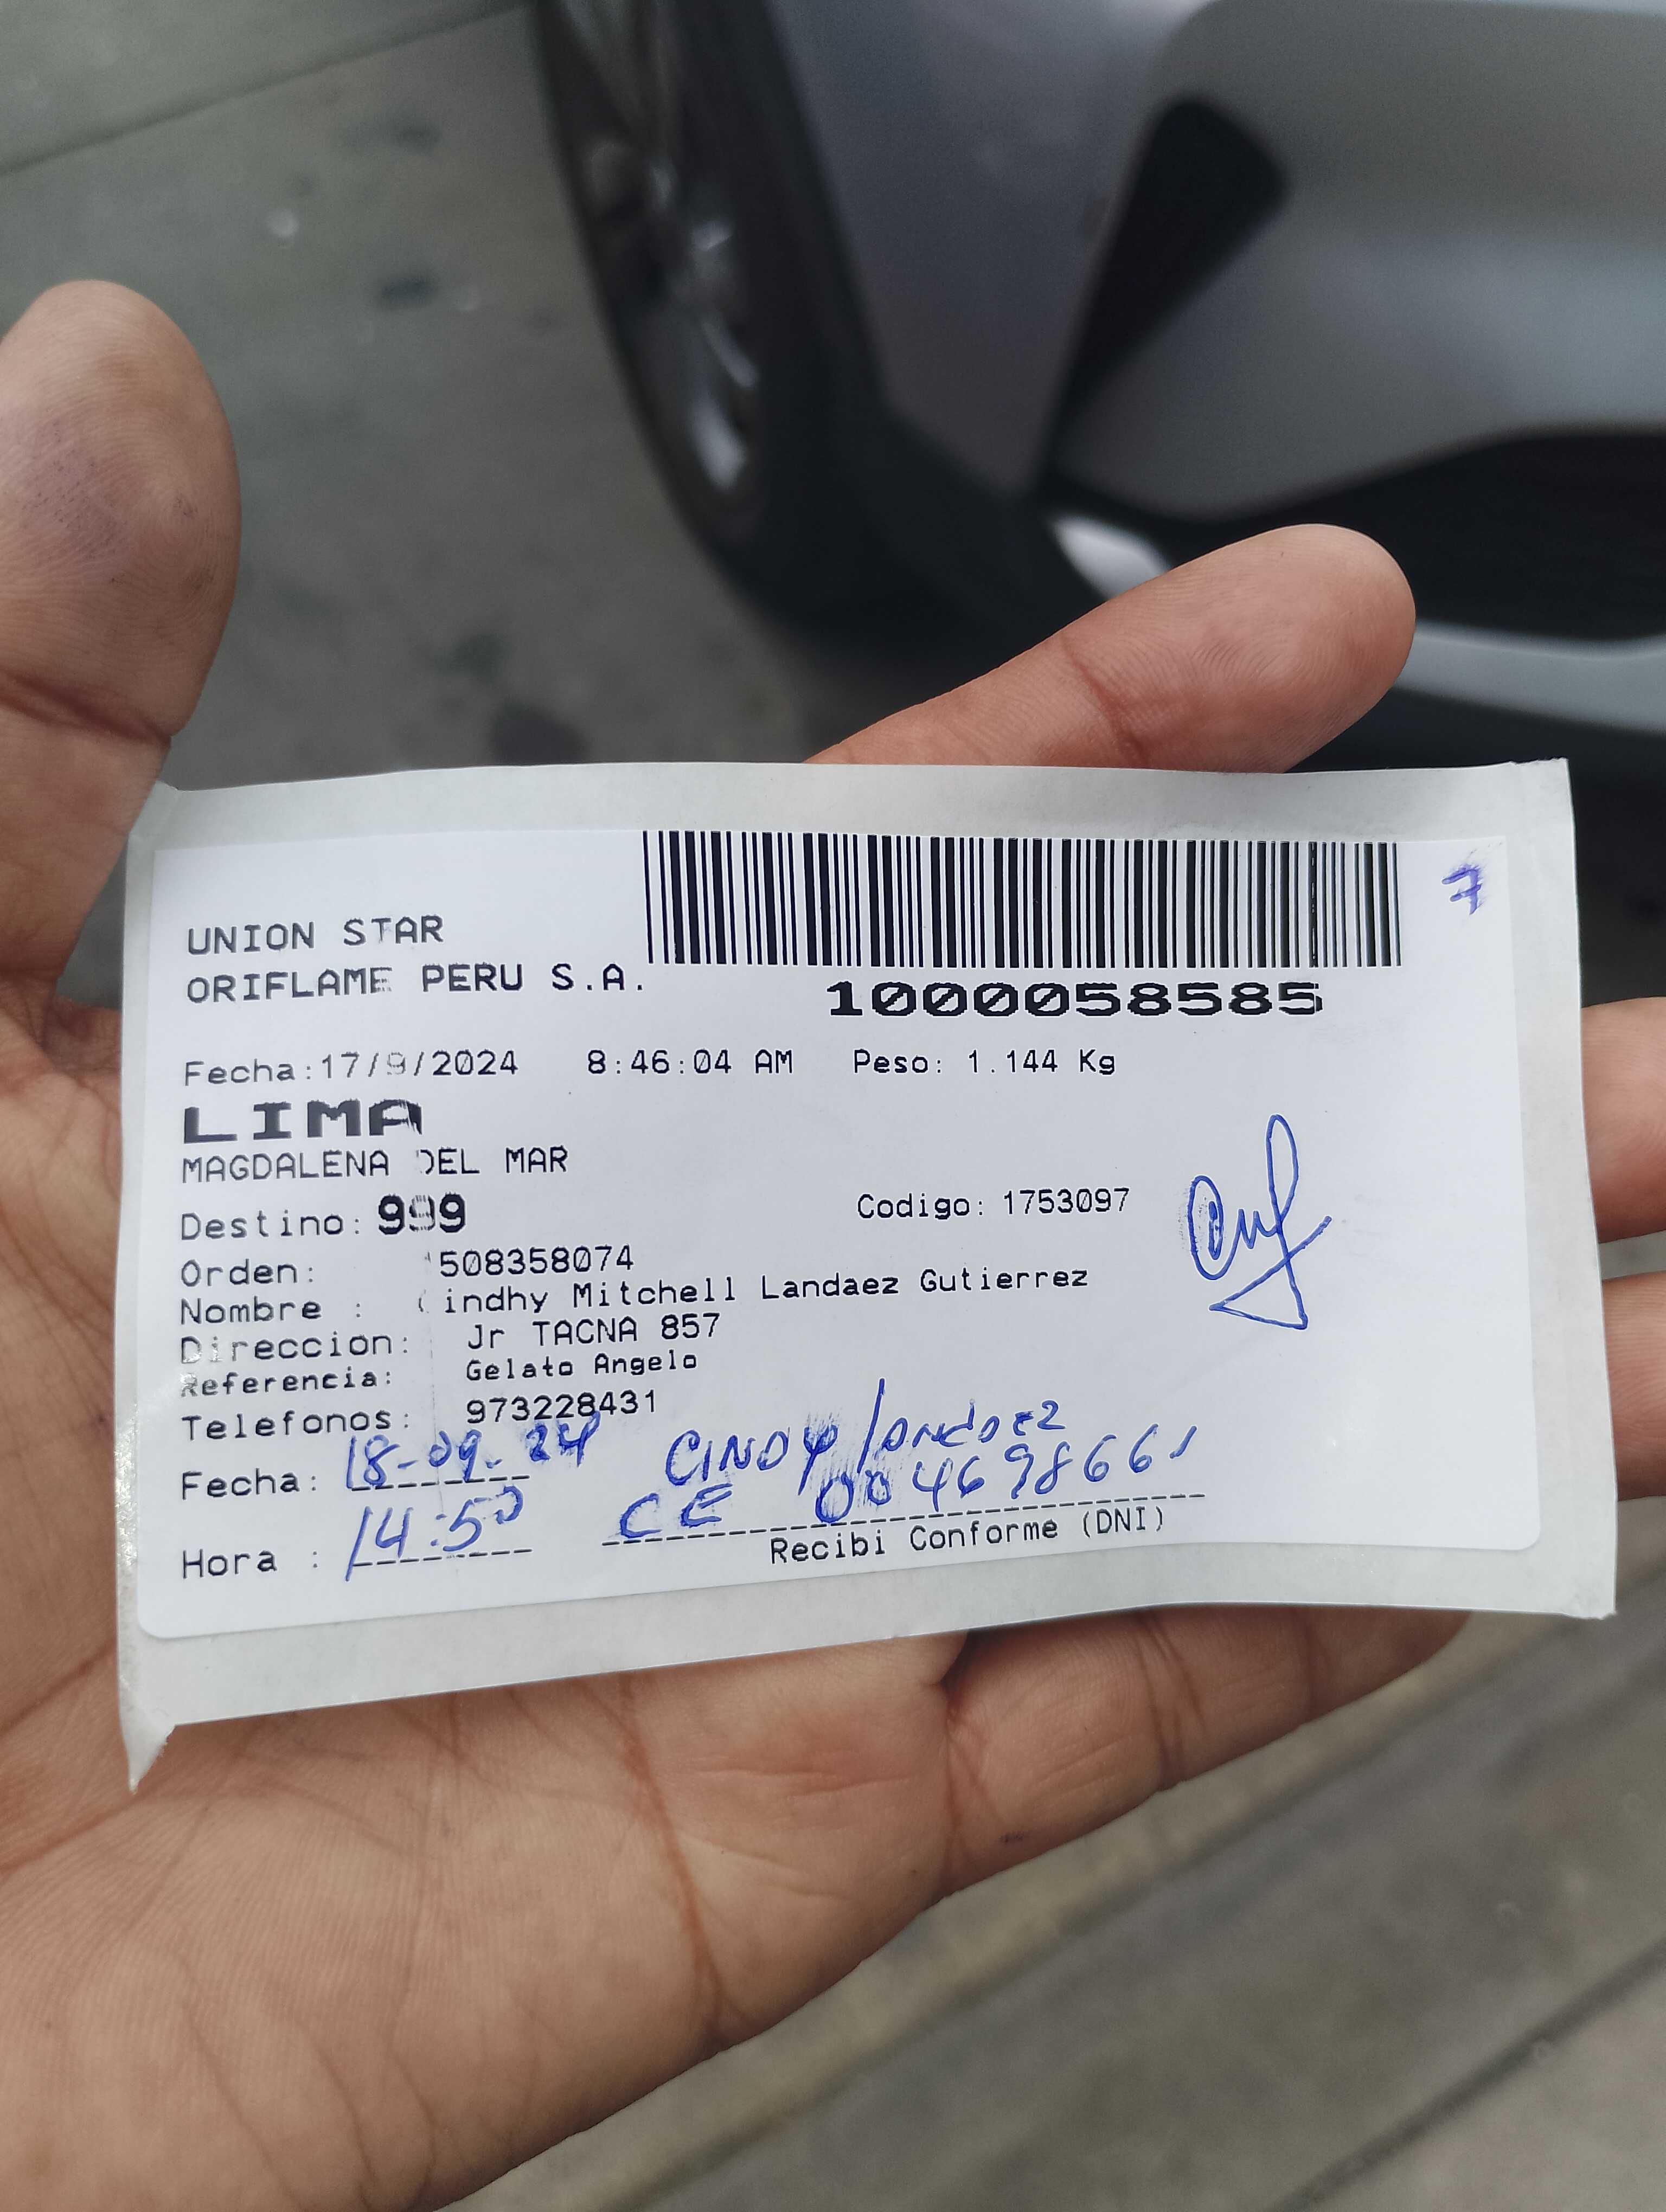 UNION STAR
ORIFLAME PERU S.A.
1000058585
7
Fecha:17/9/2024 8:46:04 AM Peso: 1.144 Kg
LIMA
MAGDALENA DEL MAR
Destino: 999 Codigo: 1753097
Orden: 508358074
Nombre : Cindhy Mitchell Landaez Gutierrez
Direccion: Jr TACNA 857
Referencia: Gelato Angelo
Telefonos: 973228431
Fecha: 18-09-24 CINDY Landaez
CE 004698661
Hora : 14:50
Recibi Conforme (DNI)